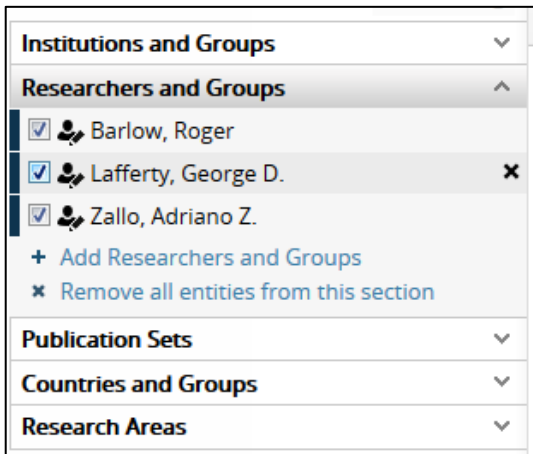 Institutions and Groups
Researchers and Groups
Barlow, Roger
Lafferty, George D.
Zallo, Adriano Z.
+ Add Researchers and Groups
× Remove all entities from this section
Publication Sets
Countries and Groups
Research Areas